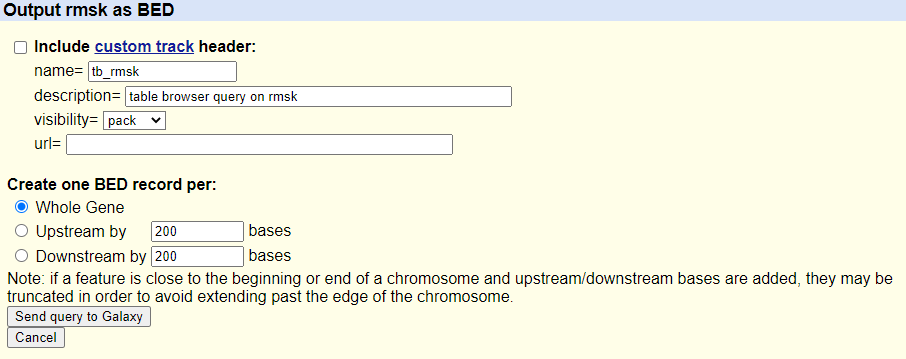 Output rmsk as BED
Include custom track header:
name= tb_rmsk
description= table browser query on rmsk
visibility= pack
url=
Create one BED record per:
Whole Gene
Upstream by 200 bases
Downstream by 200 bases
Note: if a feature is close to the beginning or end of a chromosome and upstream/downstream bases are added, they may be
truncated in order to avoid extending past the edge of the chromosome.
Send query to Galaxy
Cancel